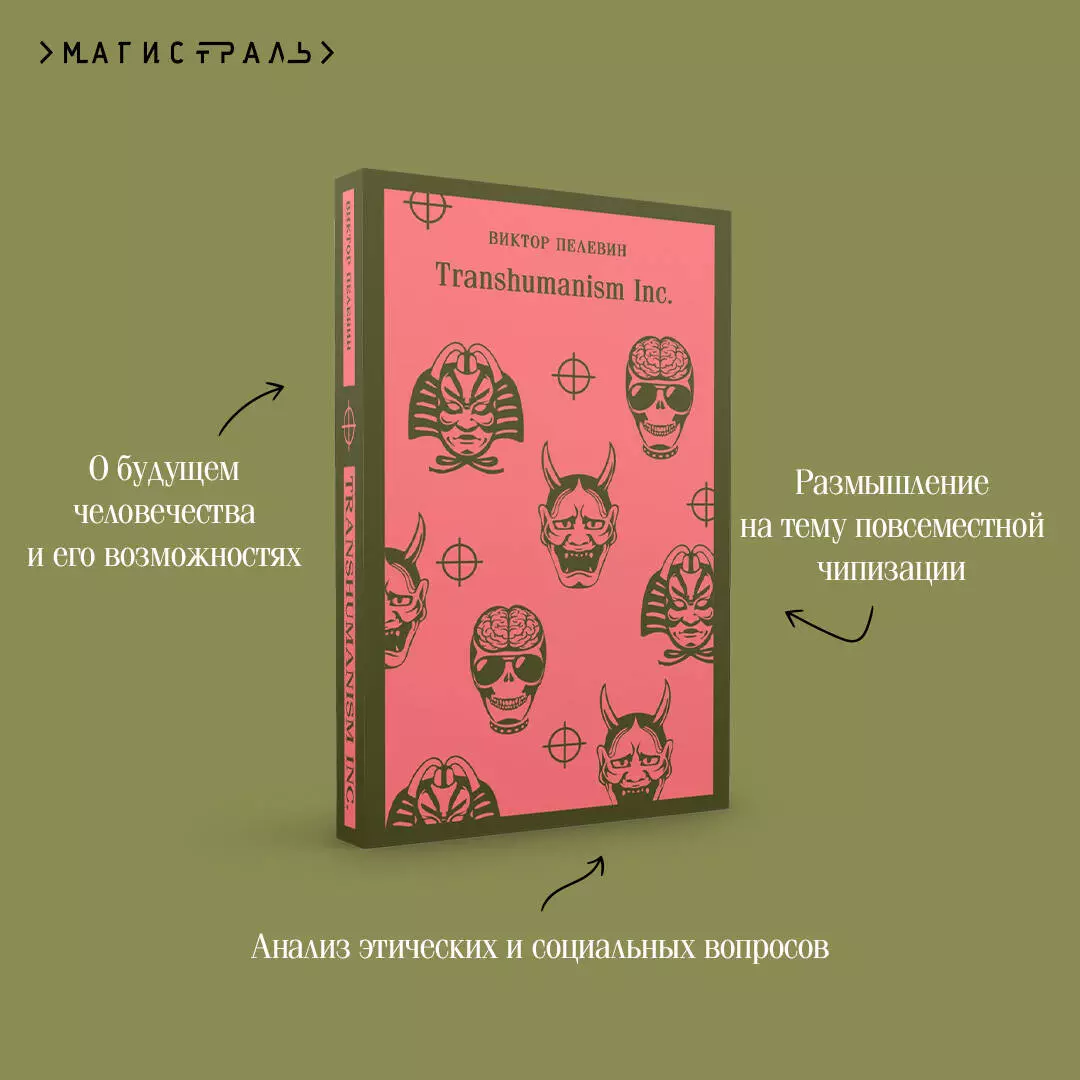 >МАГИСТРАЛЬ>
ВИКТОР ПЕЛЕВИН
Transhumanism Inc.
ВИКТОР ПЕЛЕВИН
TRANSHUMANISM INC.
О будущем
человечества
и его возможностях
Размышление
на тему повсеместной
чипизации
Анализ этических и социальных вопросов